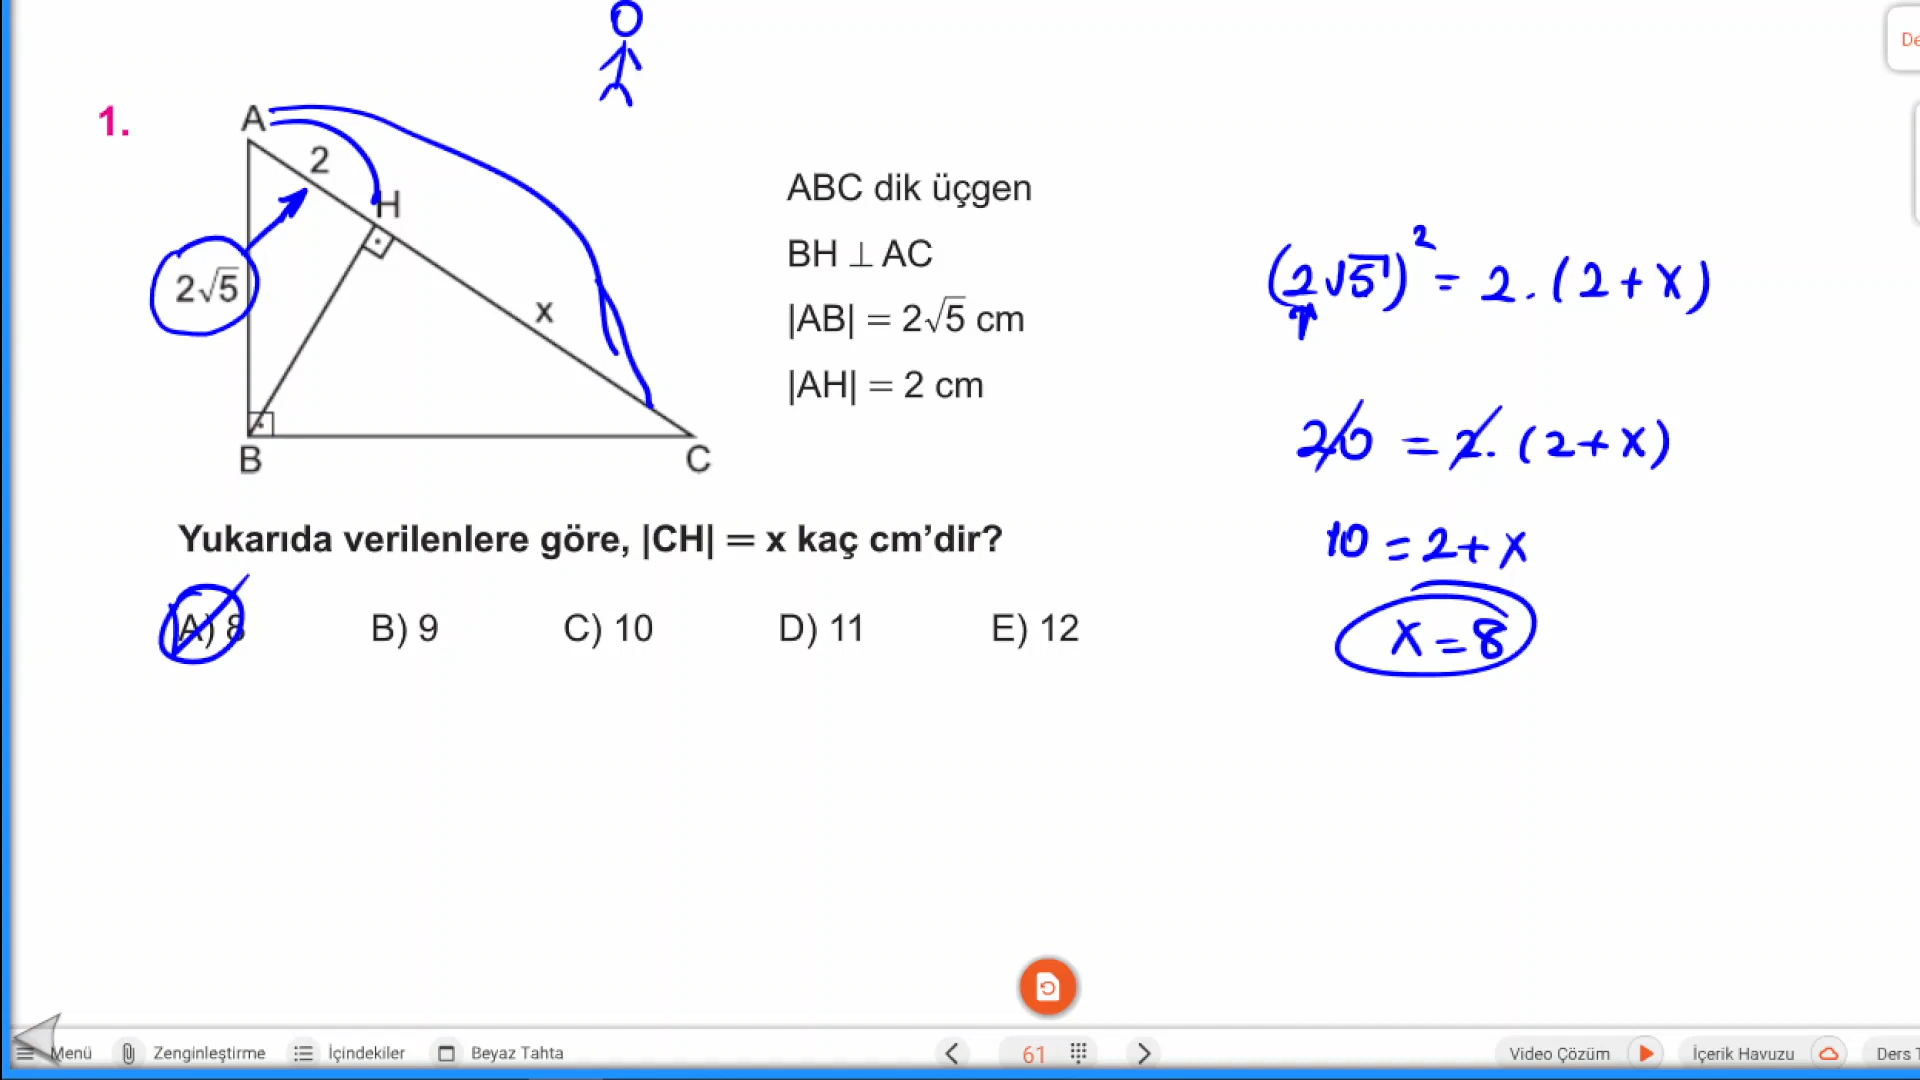 De
1.
A
2
H
2√5
x
B
C
ABC dik üçgen
BH ⊥ AC
|AB| = 2√5 cm
|AH| = 2 cm
(2√5)² = 2.(2+x)
20 = 2.(2+x)
10 = 2+x
x = 8
Yukarıda verilenlere göre, |CH| = x kaç cm’dir?
A) 8 B) 9 C) 10 D) 11 E) 12
Menü Zenginleştirme İçindekiler Beyaz Tahta 61 Video Çözüm İçerik Havuzu Ders